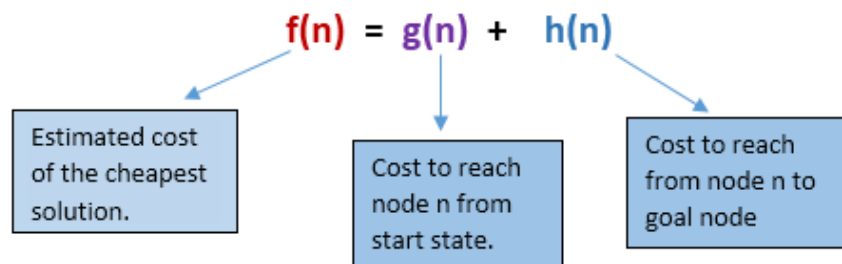 f(n) = g(n) + h(n)
Estimated cost
of the cheapest
solution.
Cost to reach
node n from
start state.
Cost to reach
from node n to
goal node